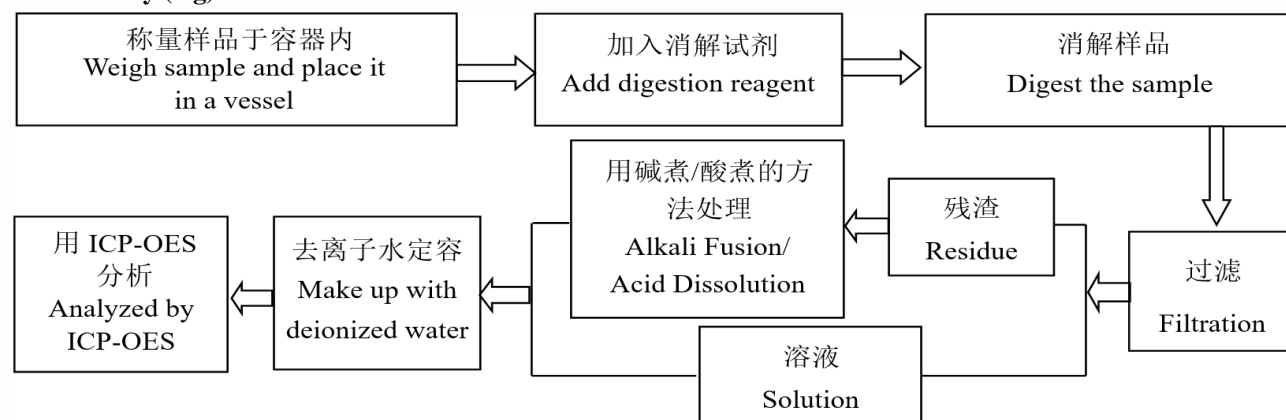 称量样品于容器内
Weigh sample and place it
in a vessel
加入消解试剂
Add digestion reagent
消解样品
Digest the sample
过滤
Filtration
残渣
Residue
溶液
Solution
用碱煮/酸煮的方
法处理
Alkali Fusion/
Acid Dissolution
去离子水定容
Make up with
deionized water
用 ICP-OES
分析
Analyzed by
ICP-OES